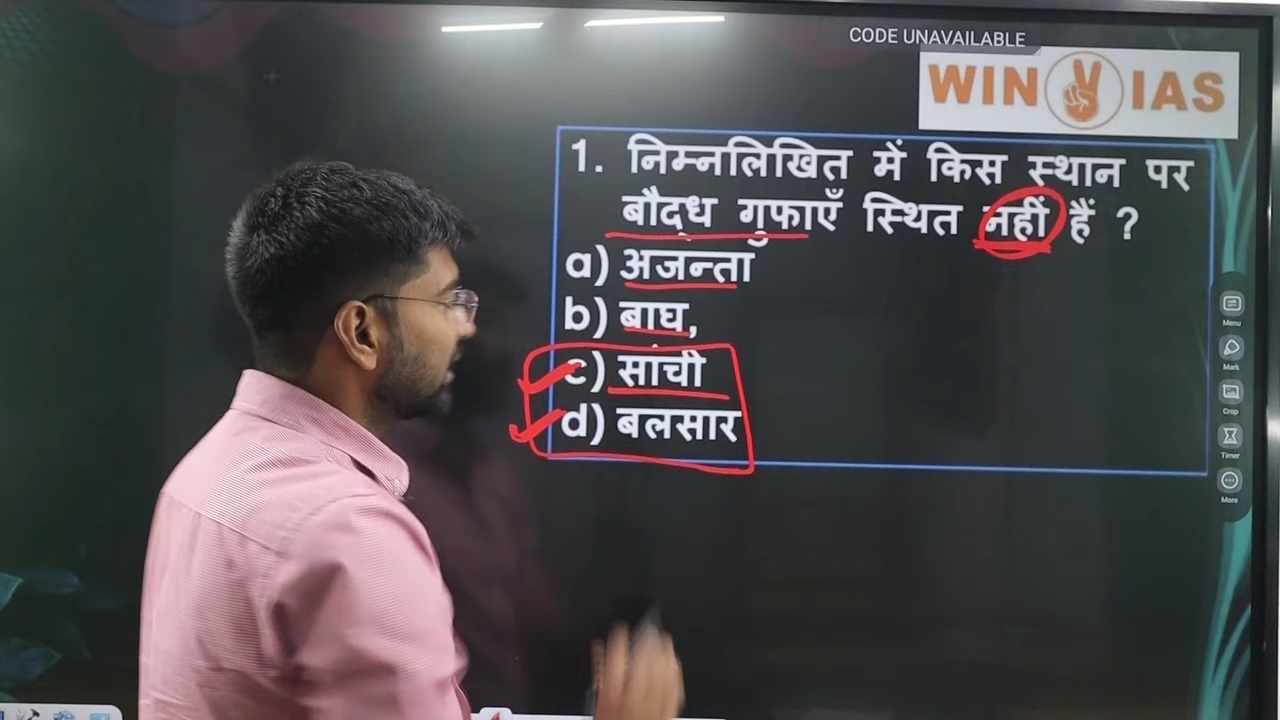 CODE UNAVAILABLE
WIN IAS
1. निम्नलिखित में किस स्थान पर
बौद्ध गुफाएँ स्थित नहीं हैं ?
a) अजन्ता
b) बाघ,
c) सांची
d) बलसार
Menu
Mark
Crop
Timer
More